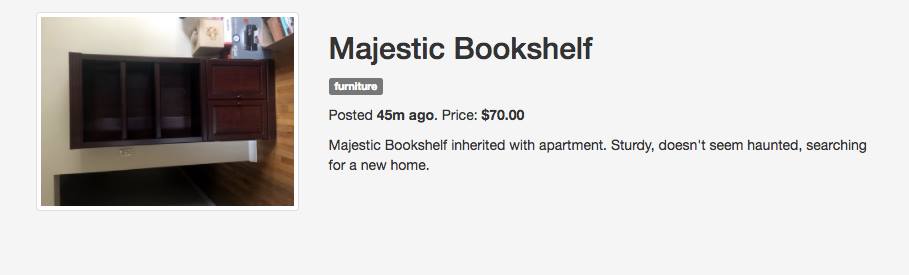 Majestic Bookshelf
furniture
Posted 45m ago. Price: $70.00
Majestic Bookshelf inherited with apartment. Sturdy, doesn't seem haunted, searching
for a new home.